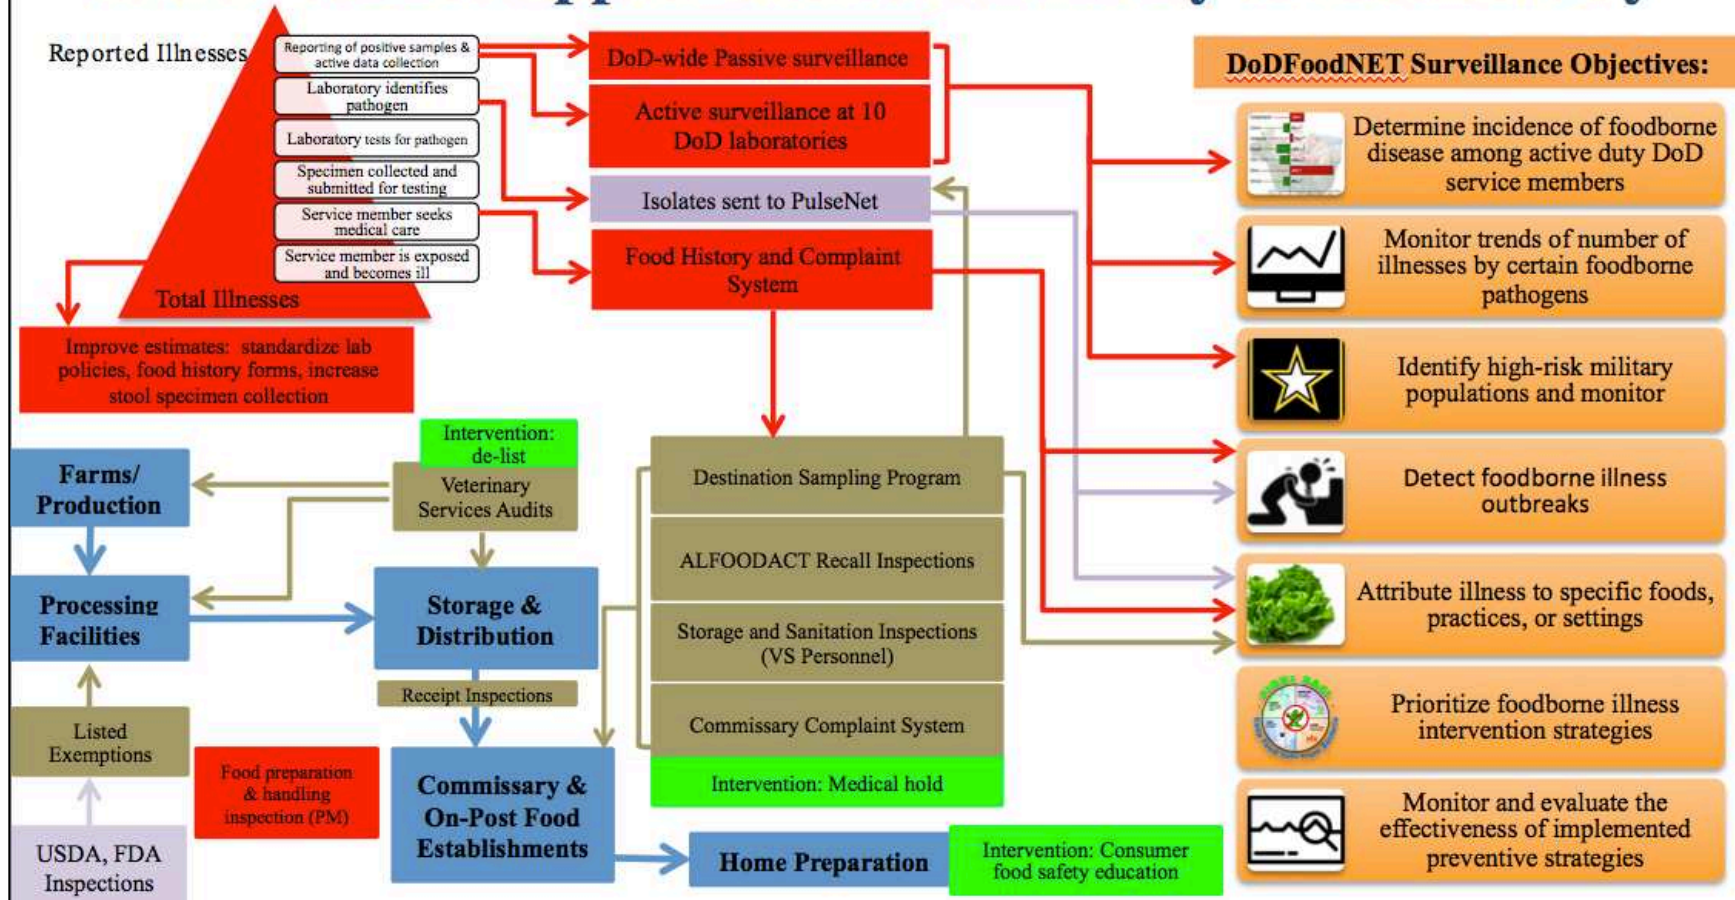 Reported Illnesses
Reporting of positive samples &
active data collection
Laboratory identifies
pathogen
Laboratory tests for pathogen
Specimen collected and
submitted for testing
Service member seeks
medical care
Service member is exposed
and becomes ill
Total Illnesses
Improve estimates: standardize lab
policies, food history forms, increase
stool specimen collection
DoD-wide Passive surveillance
Active surveillance at 10
DoD laboratories
Isolates sent to PulseNet
Food History and Complaint
System
Farms/
Production
Intervention:
de-list
Veterinary
Services Audits
Processing
Facilities
Storage &
Distribution
Receipt Inspections
Listed
Exemptions
USDA, FDA
Inspections
Food preparation
& handling
inspection (PM)
Commissary &
On-Post Food
Establishments
Destination Sampling Program
ALFOODACT Recall Inspections
Storage and Sanitation Inspections
(VS Personnel)
Commissary Complaint System
Intervention: Medical hold
Home Preparation
Intervention: Consumer
food safety education
DoDFoodNET Surveillance Objectives:
Determine incidence of foodborne
disease among active duty DoD
service members
Monitor trends of number of
illnesses by certain foodborne
pathogens
Identify high-risk military
populations and monitor
Detect foodborne illness
outbreaks
Attribute illness to specific foods,
practices, or settings
Prioritize foodborne illness
intervention strategies
Monitor and evaluate the
effectiveness of implemented
preventive strategies